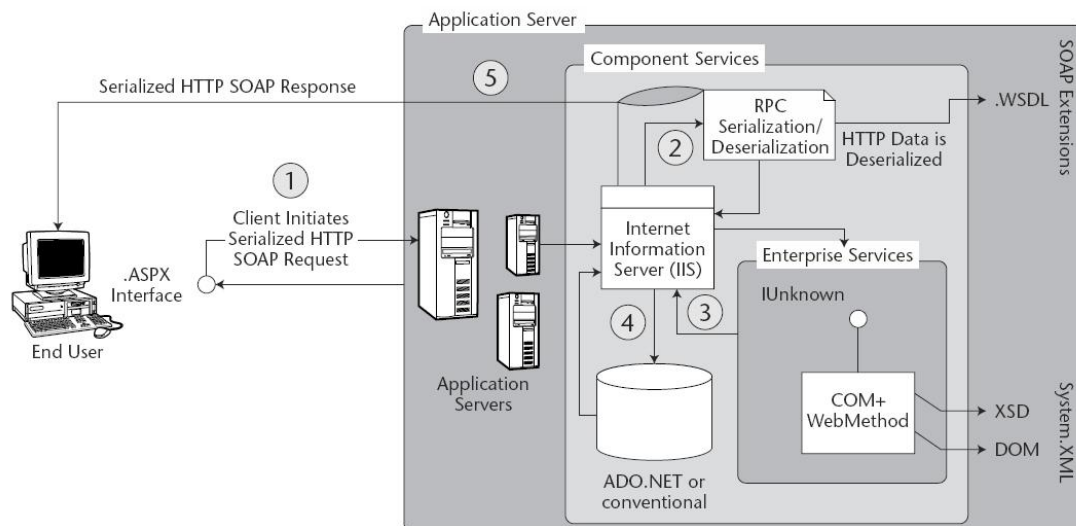 Application Server
Component Services
SOAP Extensions
Serialized HTTP SOAP Response
5
RPC
Serialization/
Deserialization
.WSDL
HTTP Data is
Deserialized
2
1
Client Initiates
Serialized HTTP
SOAP Request
.ASPX
Interface
End User
Application
Servers
Internet
Information
Server (IIS)
Enterprise Services
IUnknown
3
4
COM+
WebMethod
XSD
DOM
System.XML
ADO.NET or
conventional